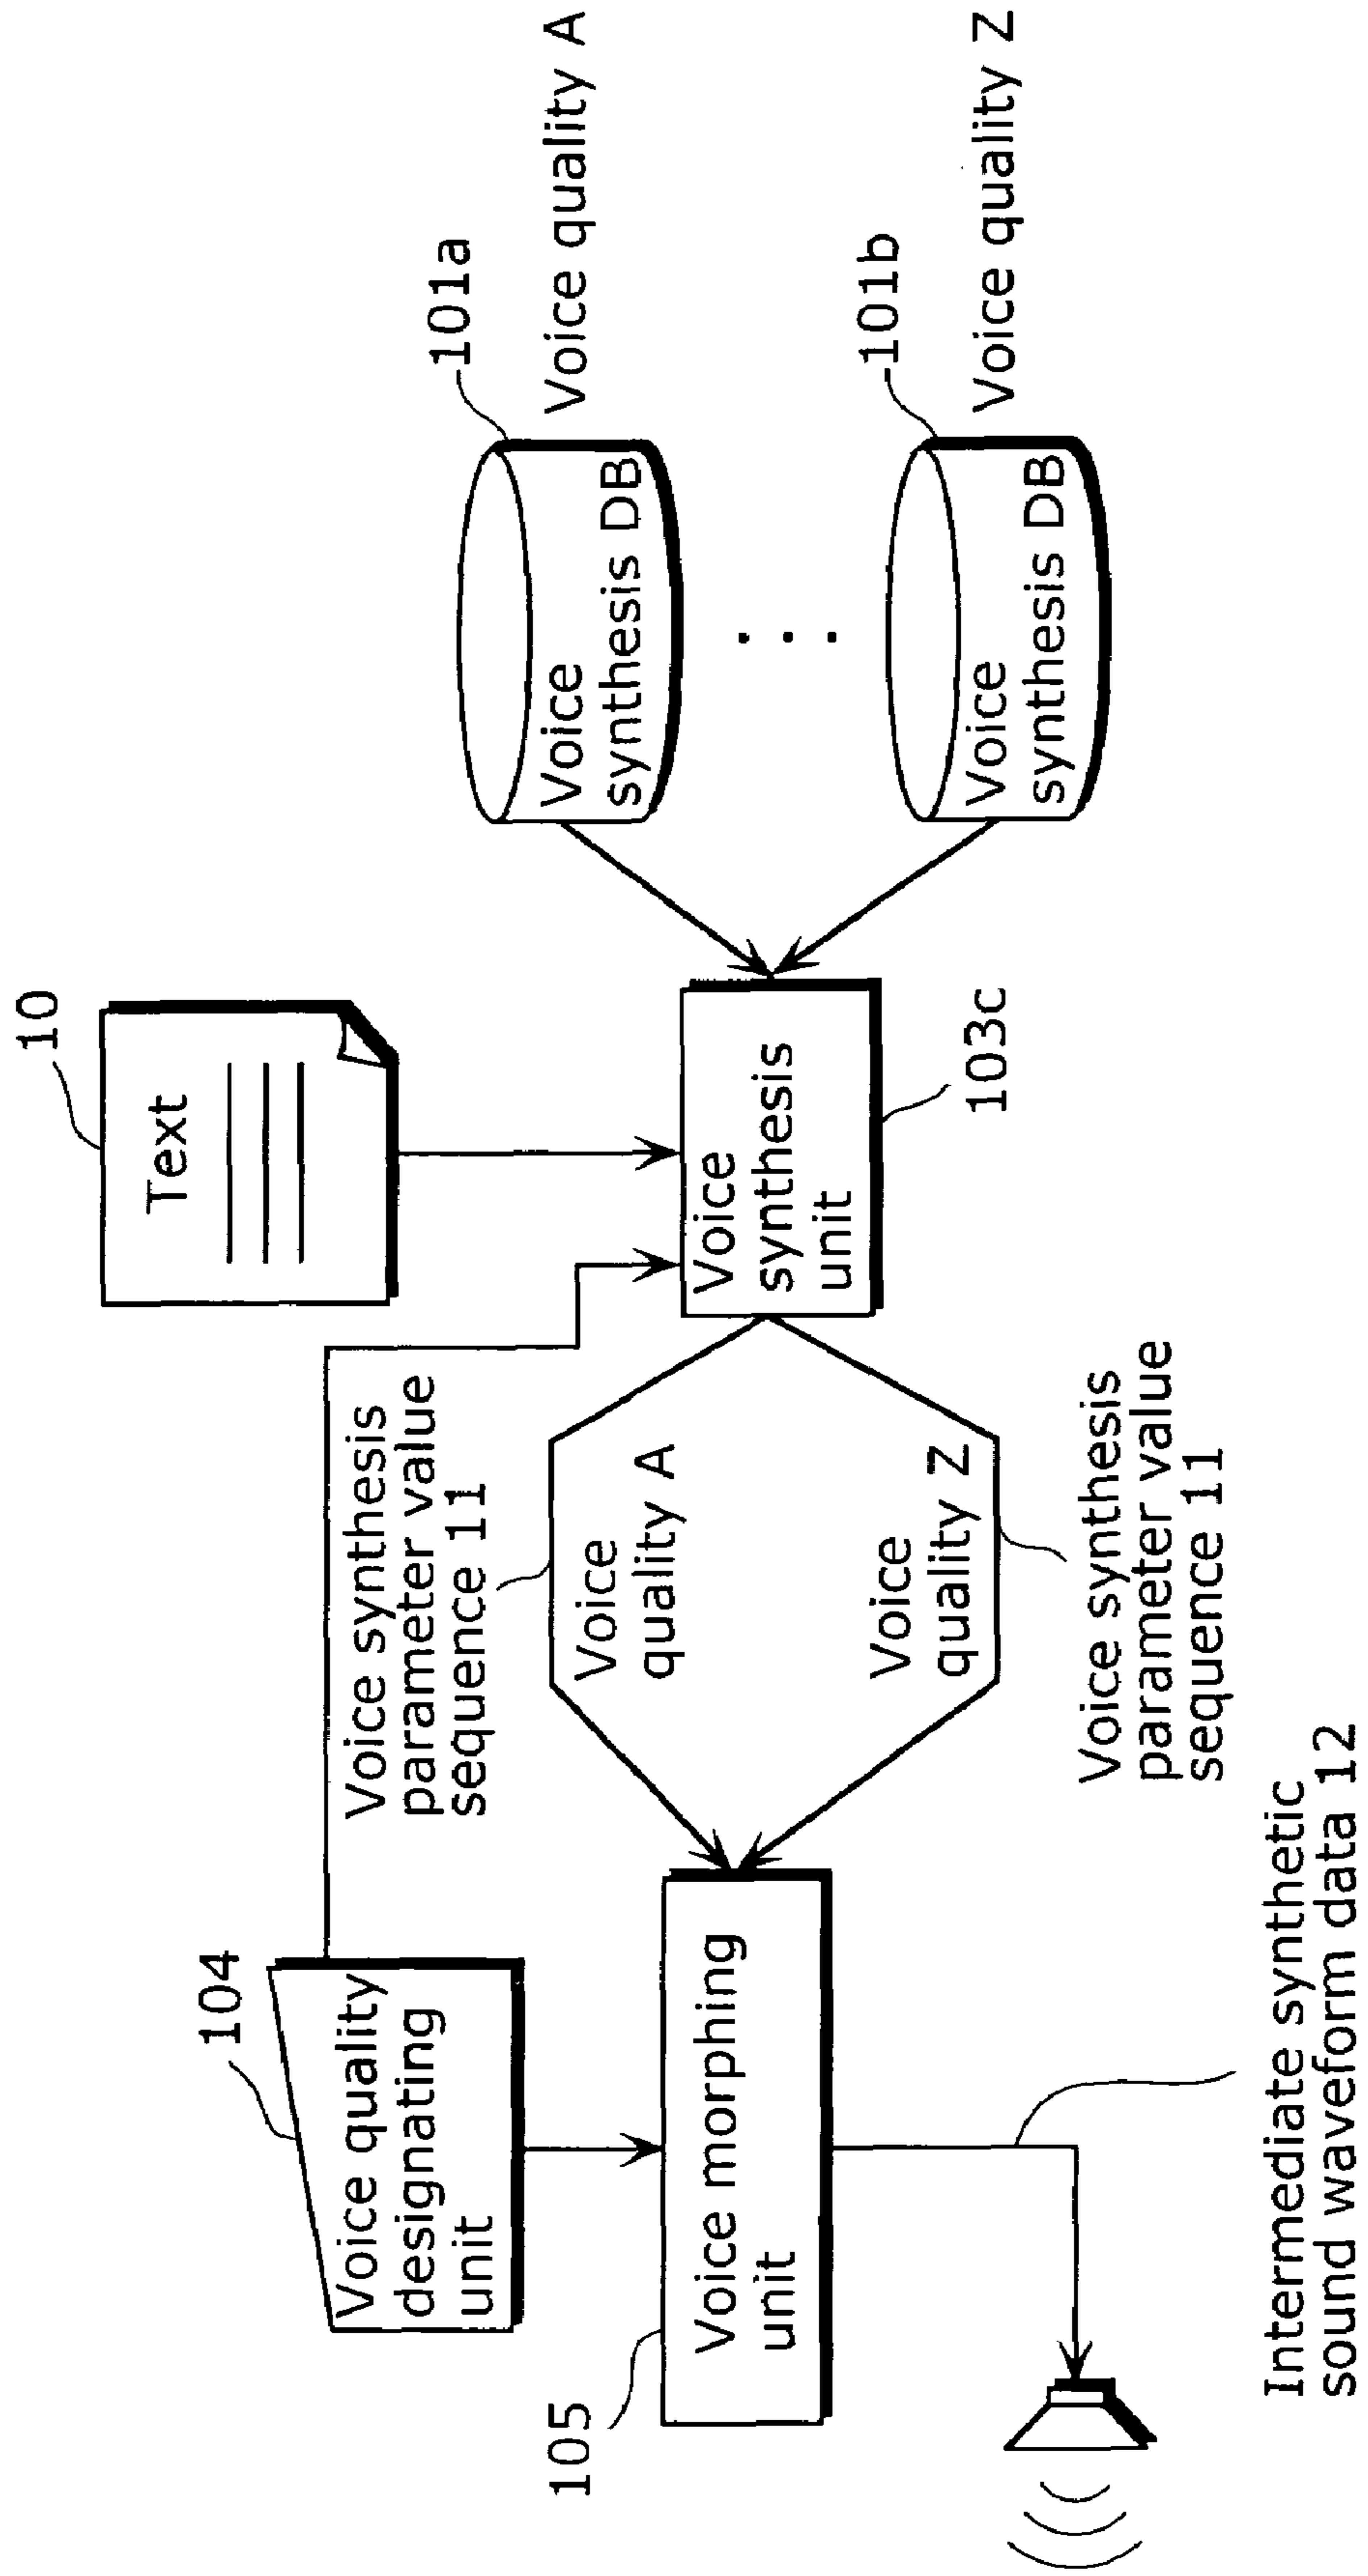 10
Text
104
Voice quality
designating
unit
Voice synthesis
parameter value
sequence 11
101a
Voice quality A
Voice
synthesis DB
Voice
quality A
Voice
synthesis
unit
103c
105
Voice morphing
unit
Voice
quality Z
101b
Voice quality Z
Voice
synthesis DB
Voice synthesis
parameter value
sequence 11
Intermediate synthetic
sound waveform data 12